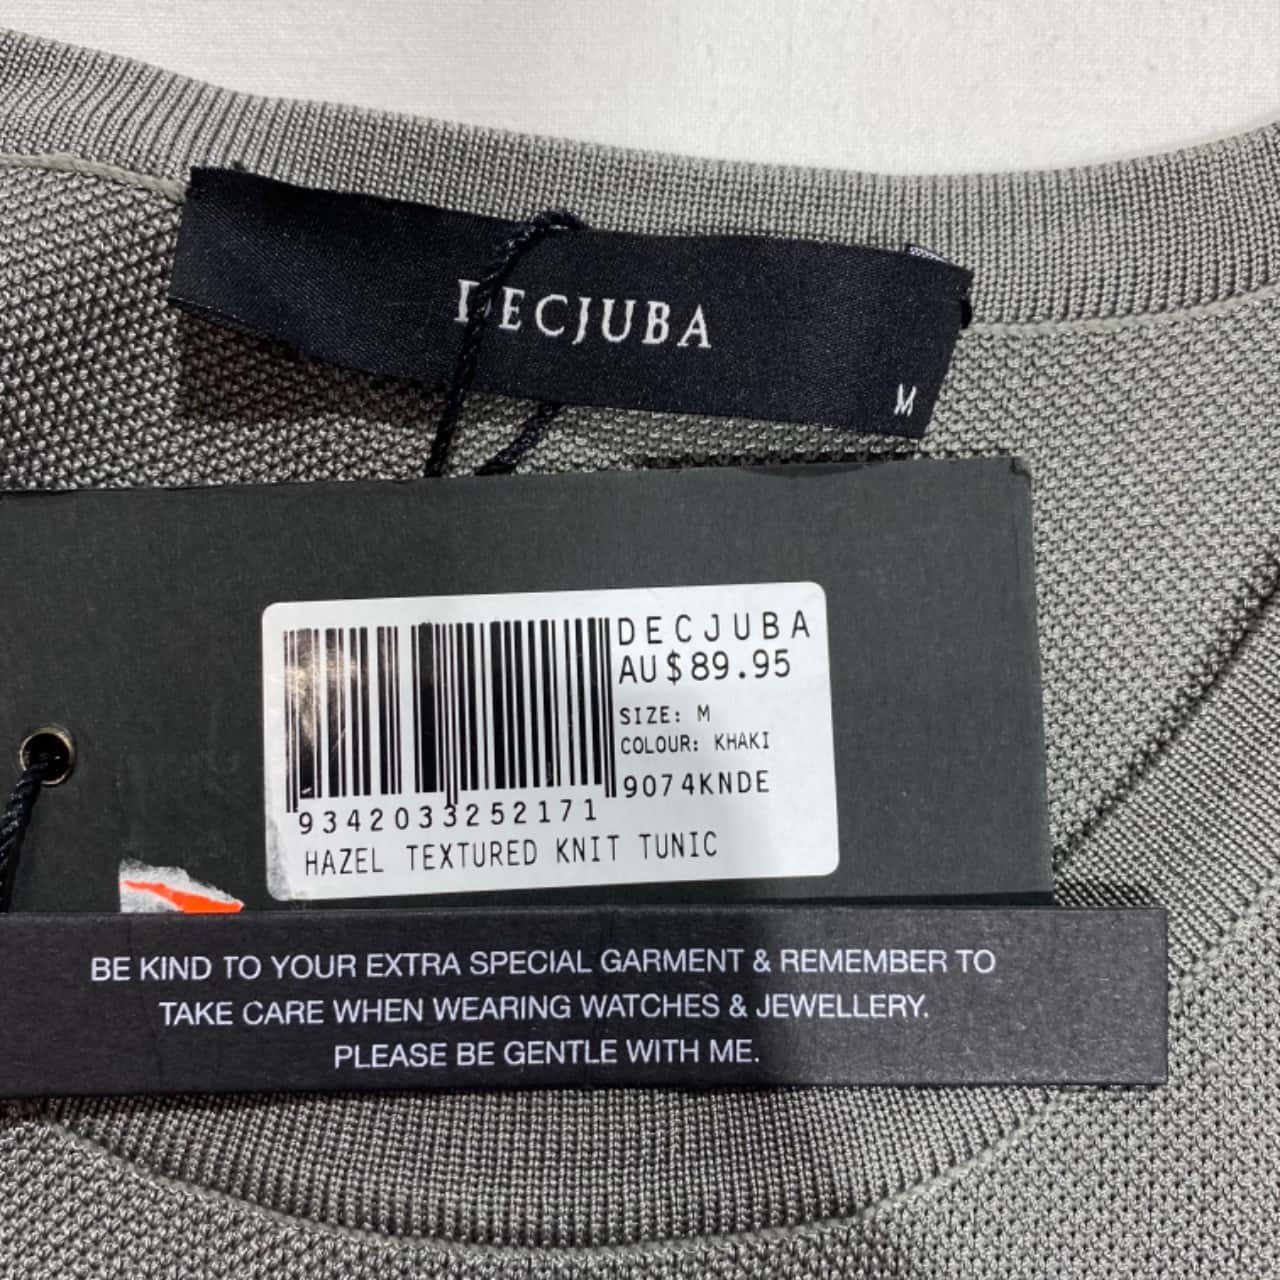 DECJUBA
M
DECJUBA
AU$89.95
SIZE: M
COLOUR: KHAKI
9074KNDE
9342033252171
HAZEL TEXTURED KNIT TUNIC
BE KIND TO YOUR EXTRA SPECIAL GARMENT & REMEMBER TO
TAKE CARE WHEN WEARING WATCHES & JEWELLERY.
PLEASE BE GENTLE WITH ME.